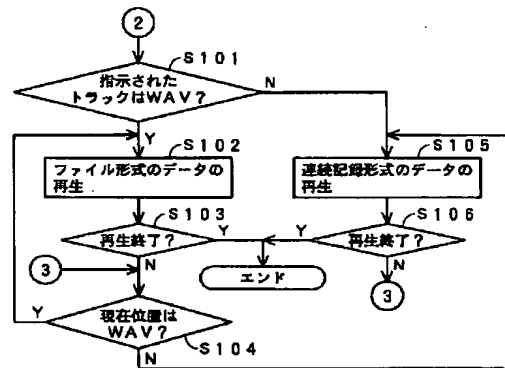 2
S101
指示された
トラックはWAV?
N
Y
S102
S105
ファイル形式のデータの
再生
連続記録形式のデータの
再生
S103
S106
再生終了?
Y
Y
再生終了?
N
エンド
N
3
3
Y
現在位置は
WAV?
S104
N